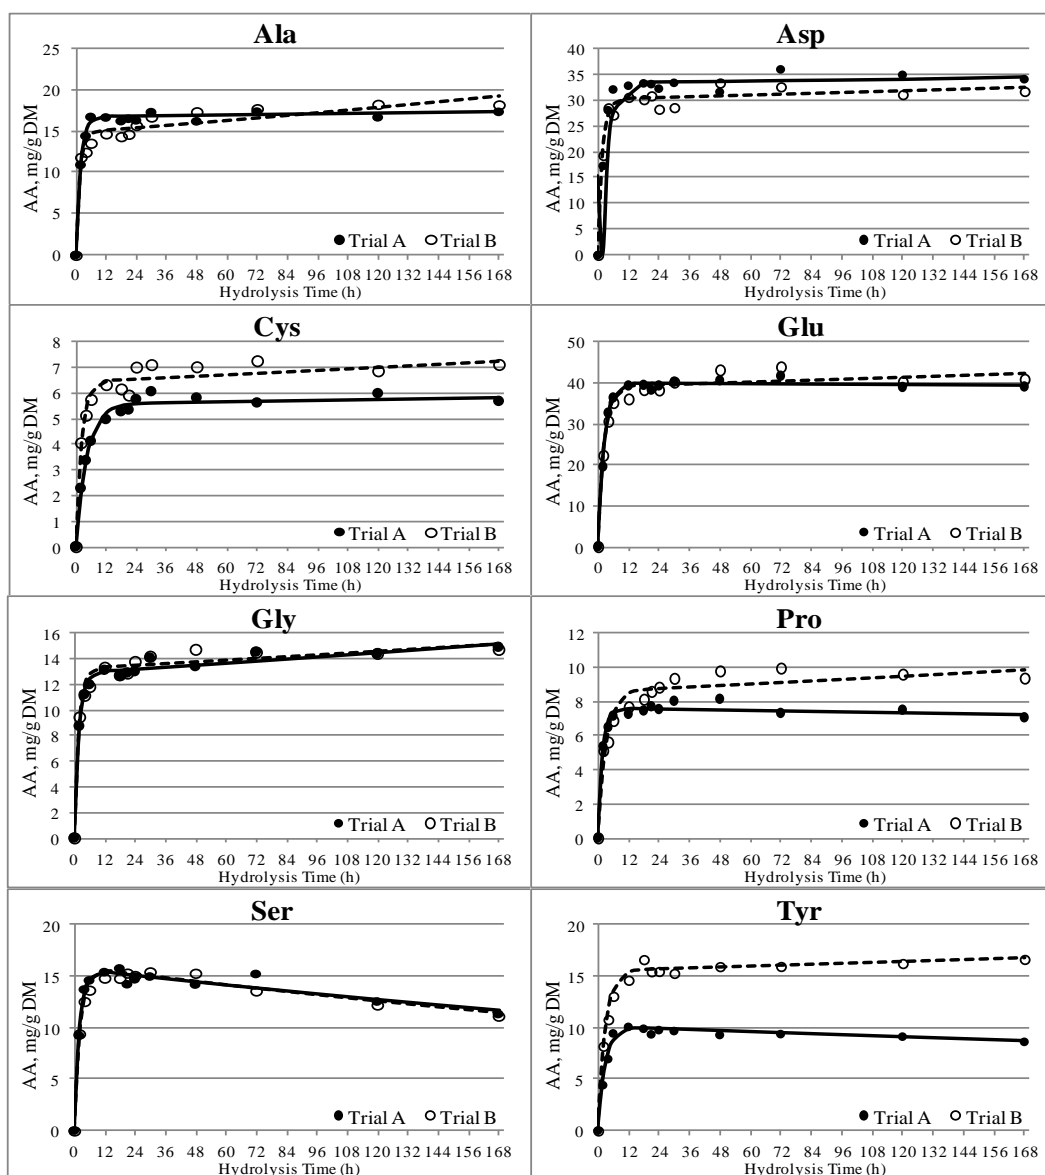 Ala
AA, mg/g DM
25
20
15
10
5
0
Trial A Trial B
0 12 24 36 48 60 72 84 96 108 120 132 144 156 168
Hydrolysis Time (h)
Asp
AA, mg/g DM
40
35
30
25
20
15
10
5
0
Trial A Trial B
0 12 24 36 48 60 72 84 96 108 120 132 144 156 168
Hydrolysis Time (h)
Cys
AA, mg/g DM
8
7
6
5
4
3
2
1
0
Trial A Trial B
0 12 24 36 48 60 72 84 96 108 120 132 144 156 168
Hydrolysis Time (h)
Glu
AA, mg/g DM
50
40
30
20
10
0
Trial A Trial B
0 12 24 36 48 60 72 84 96 108 120 132 144 156 168
Hydrolysis Time (h)
Gly
AA, mg/g DM
16
14
12
10
8
6
4
2
0
Trial A Trial B
0 12 24 36 48 60 72 84 96 108 120 132 144 156 168
Hydrolysis Time (h)
Pro
AA, mg/g DM
12
10
8
6
4
2
0
Trial A Trial B
0 12 24 36 48 60 72 84 96 108 120 132 144 156 168
Hydrolysis Time (h)
Ser
AA, mg/g DM
20
15
10
5
0
Trial A Trial B
0 12 24 36 48 60 72 84 96 108 120 132 144 156 168
Hydrolysis Time (h)
Tyr
AA, mg/g DM
20
15
10
5
0
Trial A Trial B
0 12 24 36 48 60 72 84 96 108 120 132 144 156 168
Hydrolysis Time (h)